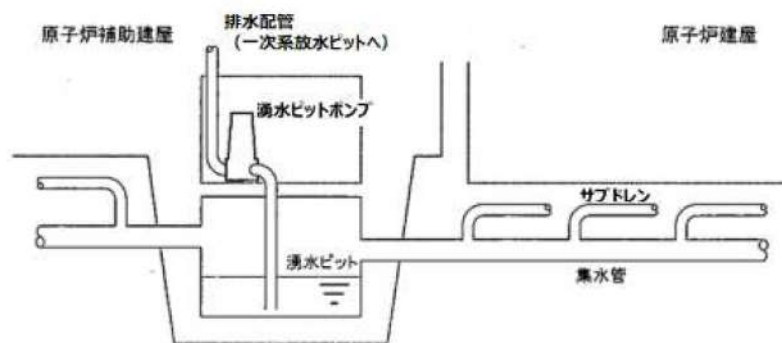 排水配管
（一次系放水ピットへ）
原子炉補助建屋
原子炉建屋
湧水ピットポンプ
サブドレン
湧水ピット
集水管